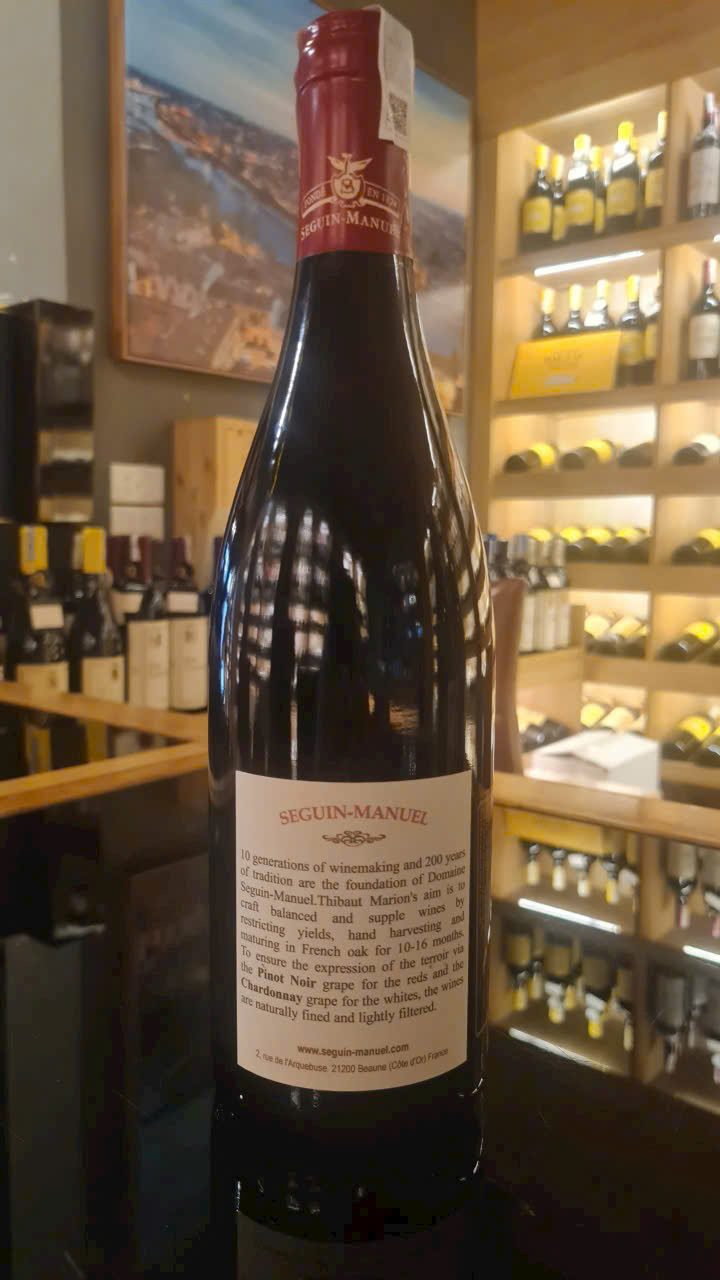 FONDÉ EN 1824
SEGUIN-MANUEL
SEGUIN-MANUEL
10 generations of winemaking and 200 years
of tradition are the foundation of Domaine
Seguin-Manuel.Thibaut Marion's aim is to
craft balanced and supple wines by
restricting yields, hand harvesting and
maturing in French oak for 10-16 months.
To ensure the expression of the terroir via
the Pinot Noir grape for the reds and the
Chardonnay grape for the whites, the wines
are naturally fined and lightly filtered.
www.seguin-manuel.com
2, rue de l'Arquebuse 21200 Beaune (Côte d'Or) France